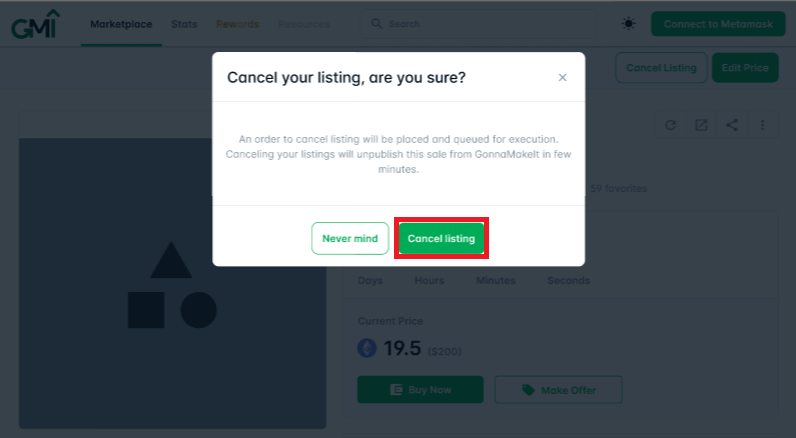 GMI
Marketplace
Stats
Rewards
Resources
Search
Connect to Metamask
Cancel Listing
Edit Price
Cancel your listing, are you sure?
An order to cancel listing will be placed and queued for execution.
Canceling your listings will unpublish this sale from GonnaMakeIt in few
minutes.
Never mind
Cancel listing
59 favorites
Days
Hours
Minutes
Seconds
Current Price
19.5 ($200)
Buy Now
Make Offer